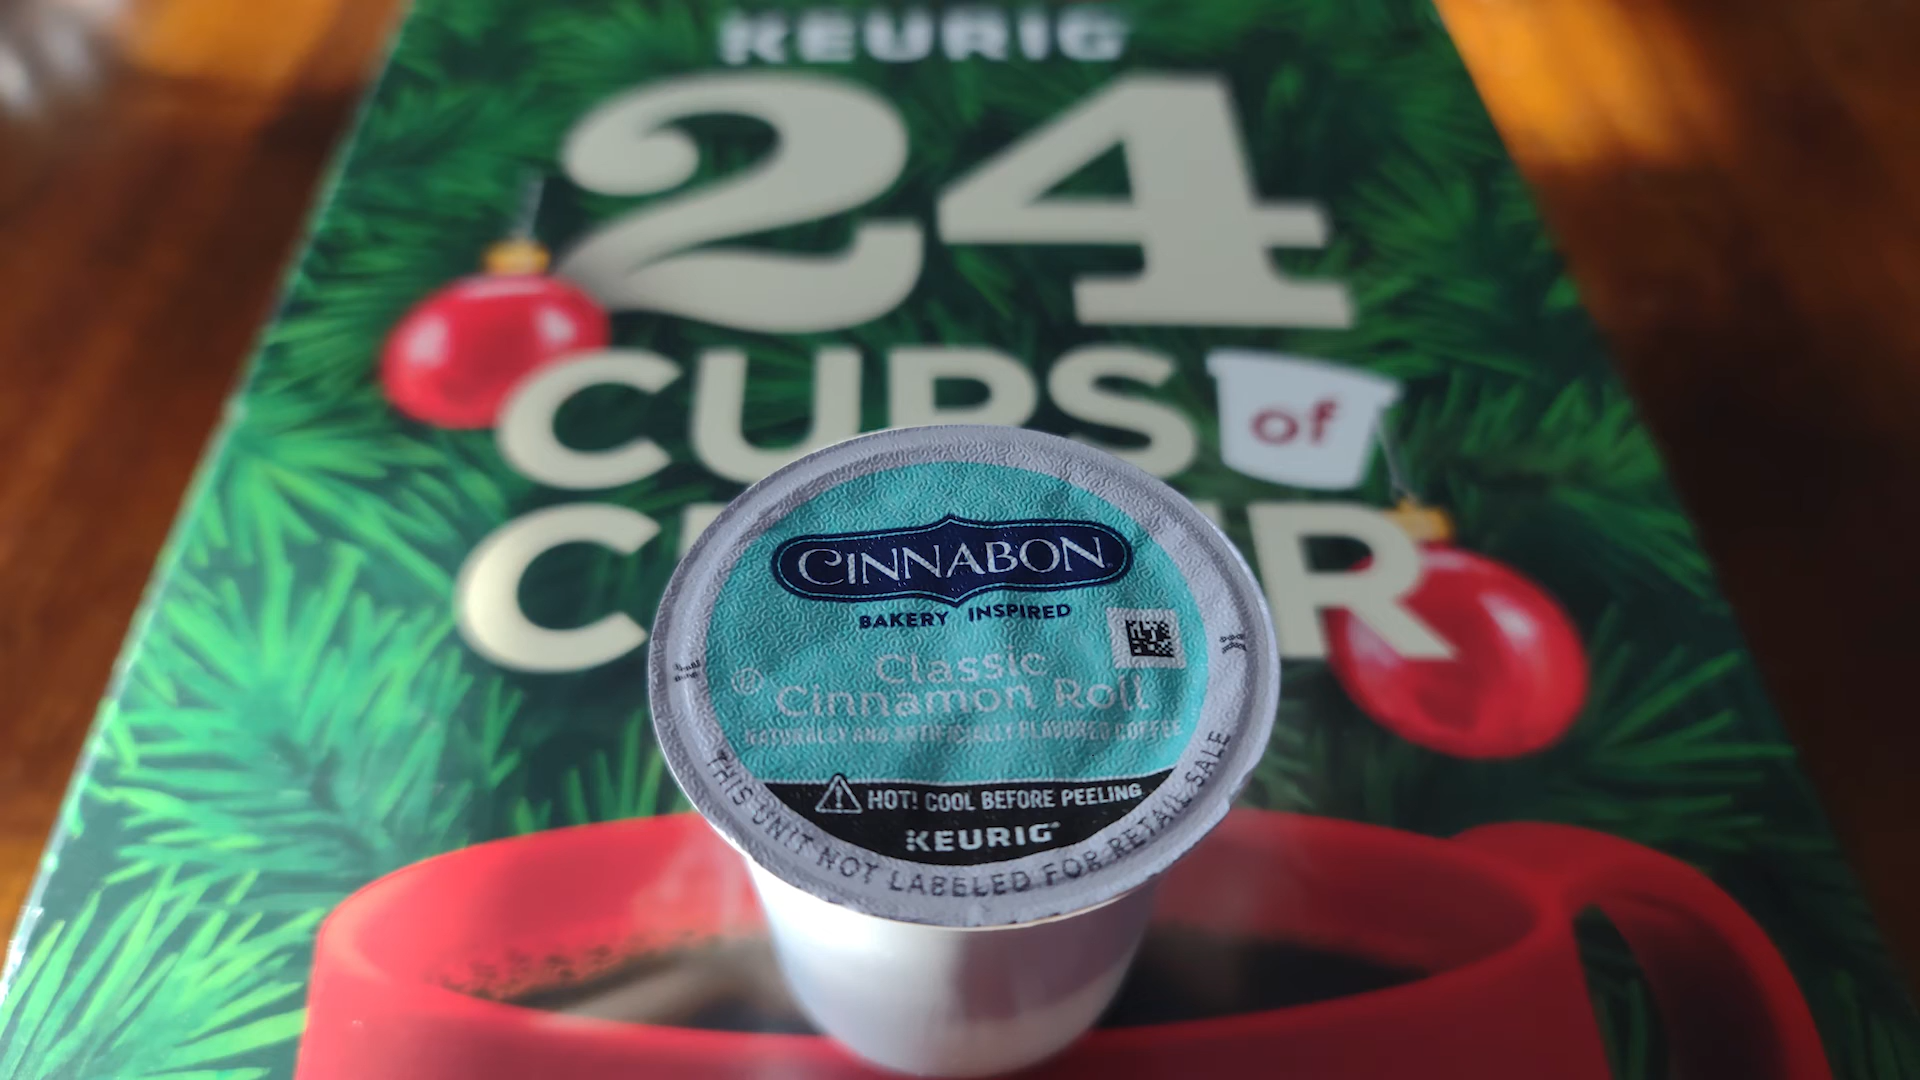 KEURIG
24
CUPS of
C R
CINNABON
BAKERY INSPIRED
Classic
Cinnamon Roll
NATURALLY AND ARTIFICIALLY FLAVORED COFFEE
HOT! COOL BEFORE PEELING
KEURIG
THIS UNIT NOT LABELED FOR RETAIL SALE